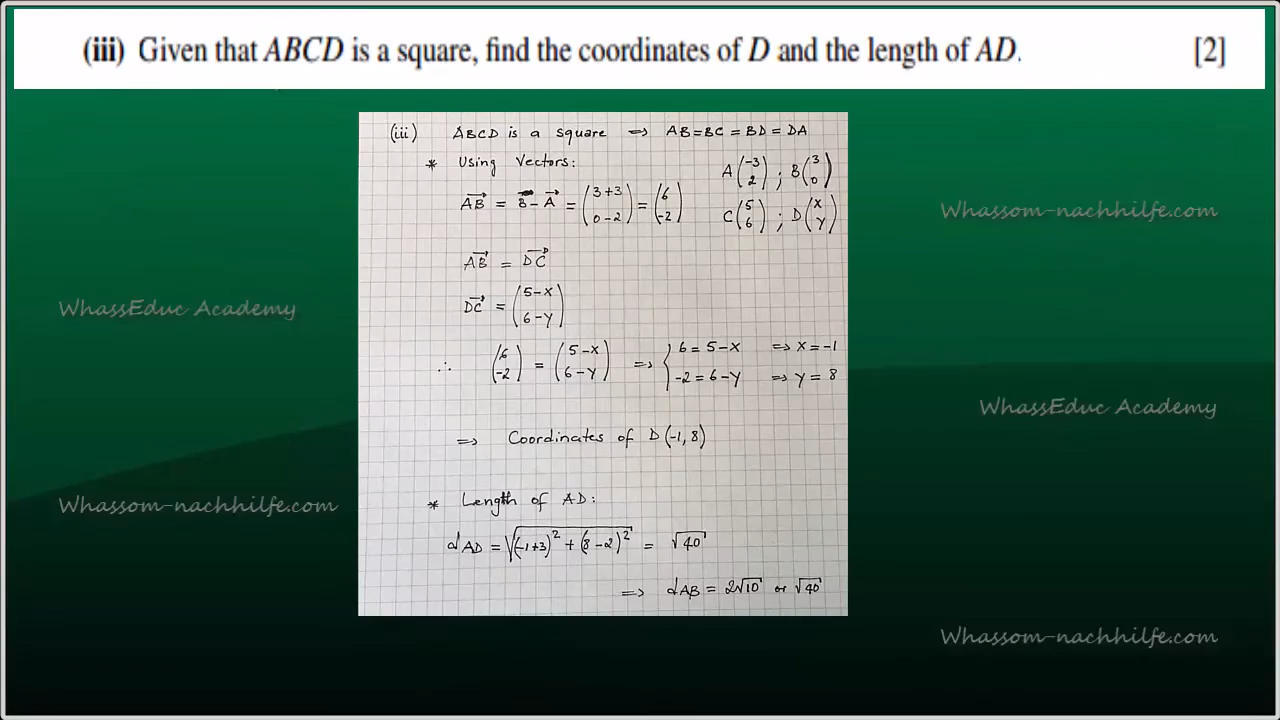 (iii) Given that ABCD is a square, find the coordinates of D and the length of AD. [2]
(iii) ABCD is a square ⇒ AB=BC=BD=DA
* Using Vectors:
A(-3 2) ; B(3 0)
AB = B - A = (3+3 0-2) = (6 -2)
C(5 6) ; D(x y)
AB = DC
DC = (5-x 6-y)
∴ (6 -2) = (5-x 6-y) ⇒ { 6 = 5-x ⇒ x=-1
-2=6-y ⇒ y = 8
⇒ Coordinates of D(-1,8)
* Length of AD:
dAD = √(-1+3)² + (8-2)² = √40
⇒ dAB = 2√10 or √40
WhassEduc Academy
Whassom-nachhilfe.com
Whassom-nachhilfe.com
WhassEduc Academy
Whassom-nachhilfe.com